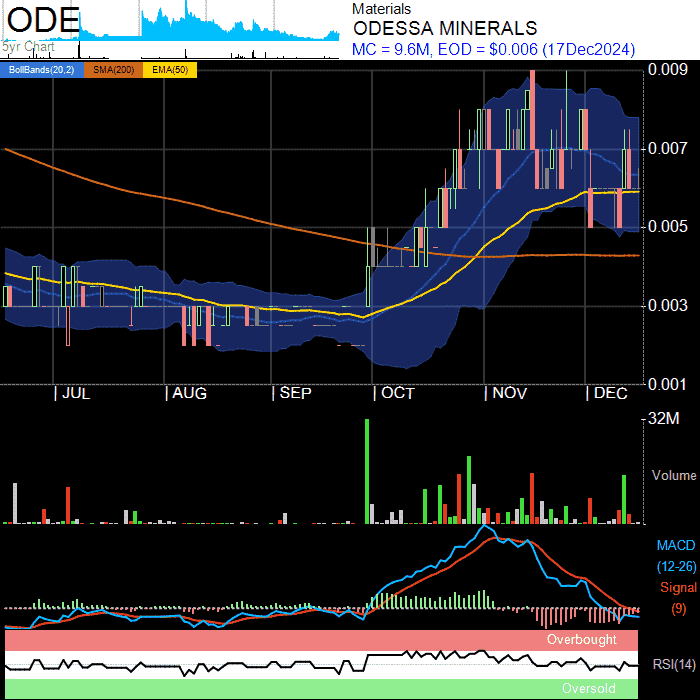 ODE
5yr Chart
Materials
ODESSA MINERALS
MC = 9.6M, EOD = $0.006 (17Dec2024)
BollBands(20,2) SMA(200) EMA(50)
0.009
0.007
0.005
0.003
0.001
| JUL | AUG | SEP | OCT | NOV | DEC
32M
Volume
MACD
(12-26)
Signal
(9)
Overbought
RSI(14)
Oversold